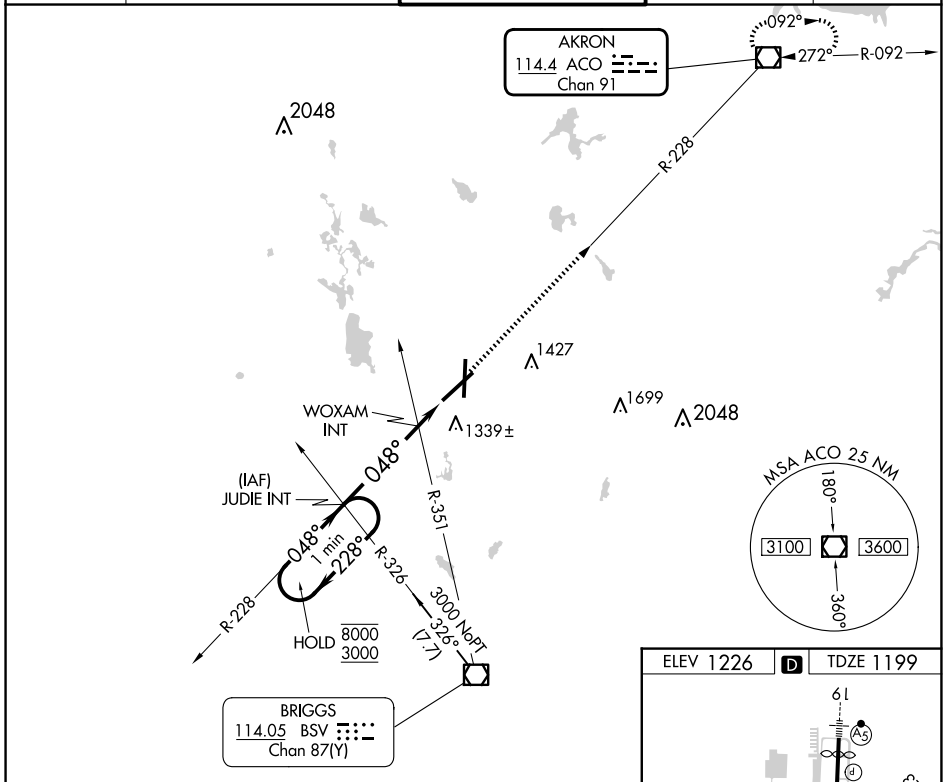 092°
AKRON
114.4 ACO
Chan 91
272°
R-092
2048
R-228
1427
WOXAM
INT
1699
2048
1339±
048°
(IAF)
JUDIE INT
MSA ACO 25 NM
180°
3100
3600
360°
R-351
048°
1 min
228°
R-326
R-228
3000 NoPT
326°
(7.7)
HOLD
8000
3000
BRIGGS
114.05 BSV
Chan 87(Y)
ELEV 1226
D
TDZE 1199
19
A5
P